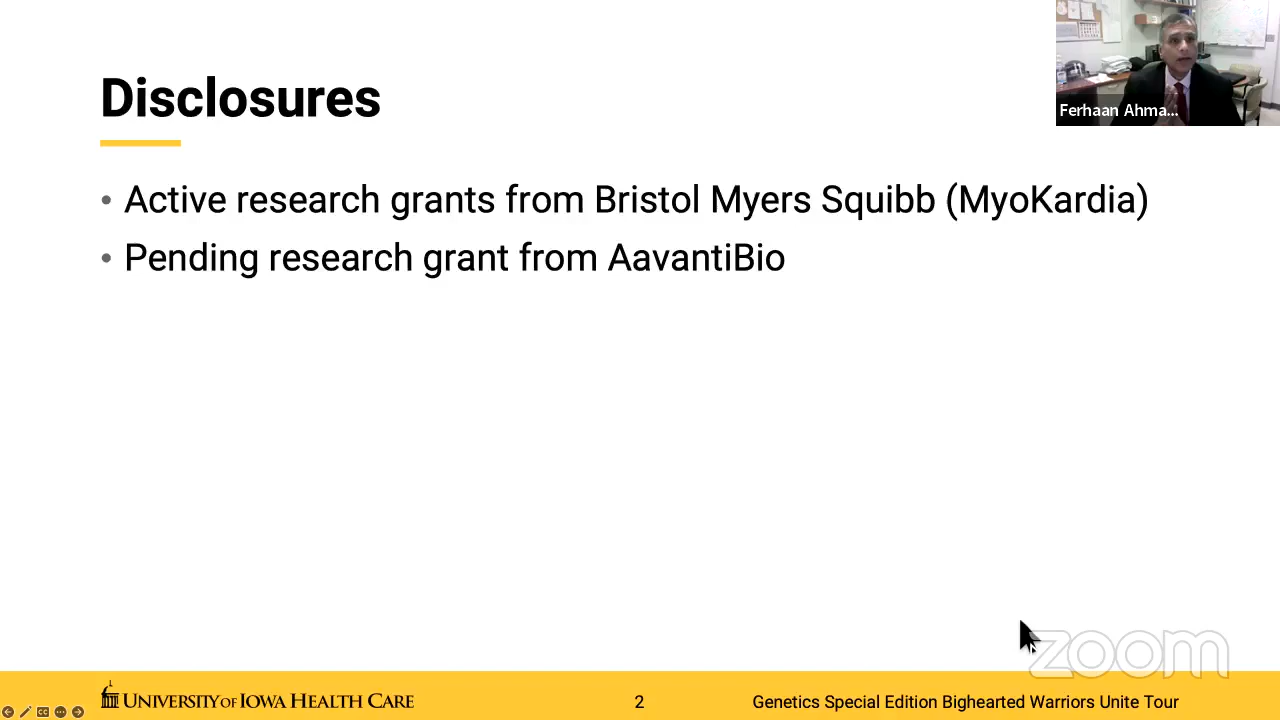 Disclosures
• Active research grants from Bristol Myers Squibb (MyoKardia)
• Pending research grant from AavantiBio
Ferhaan Ahma...
zoom
UNIVERSITY OF IOWA HEALTH CARE
2
Genetics Special Edition Bighearted Warriors Unite Tour